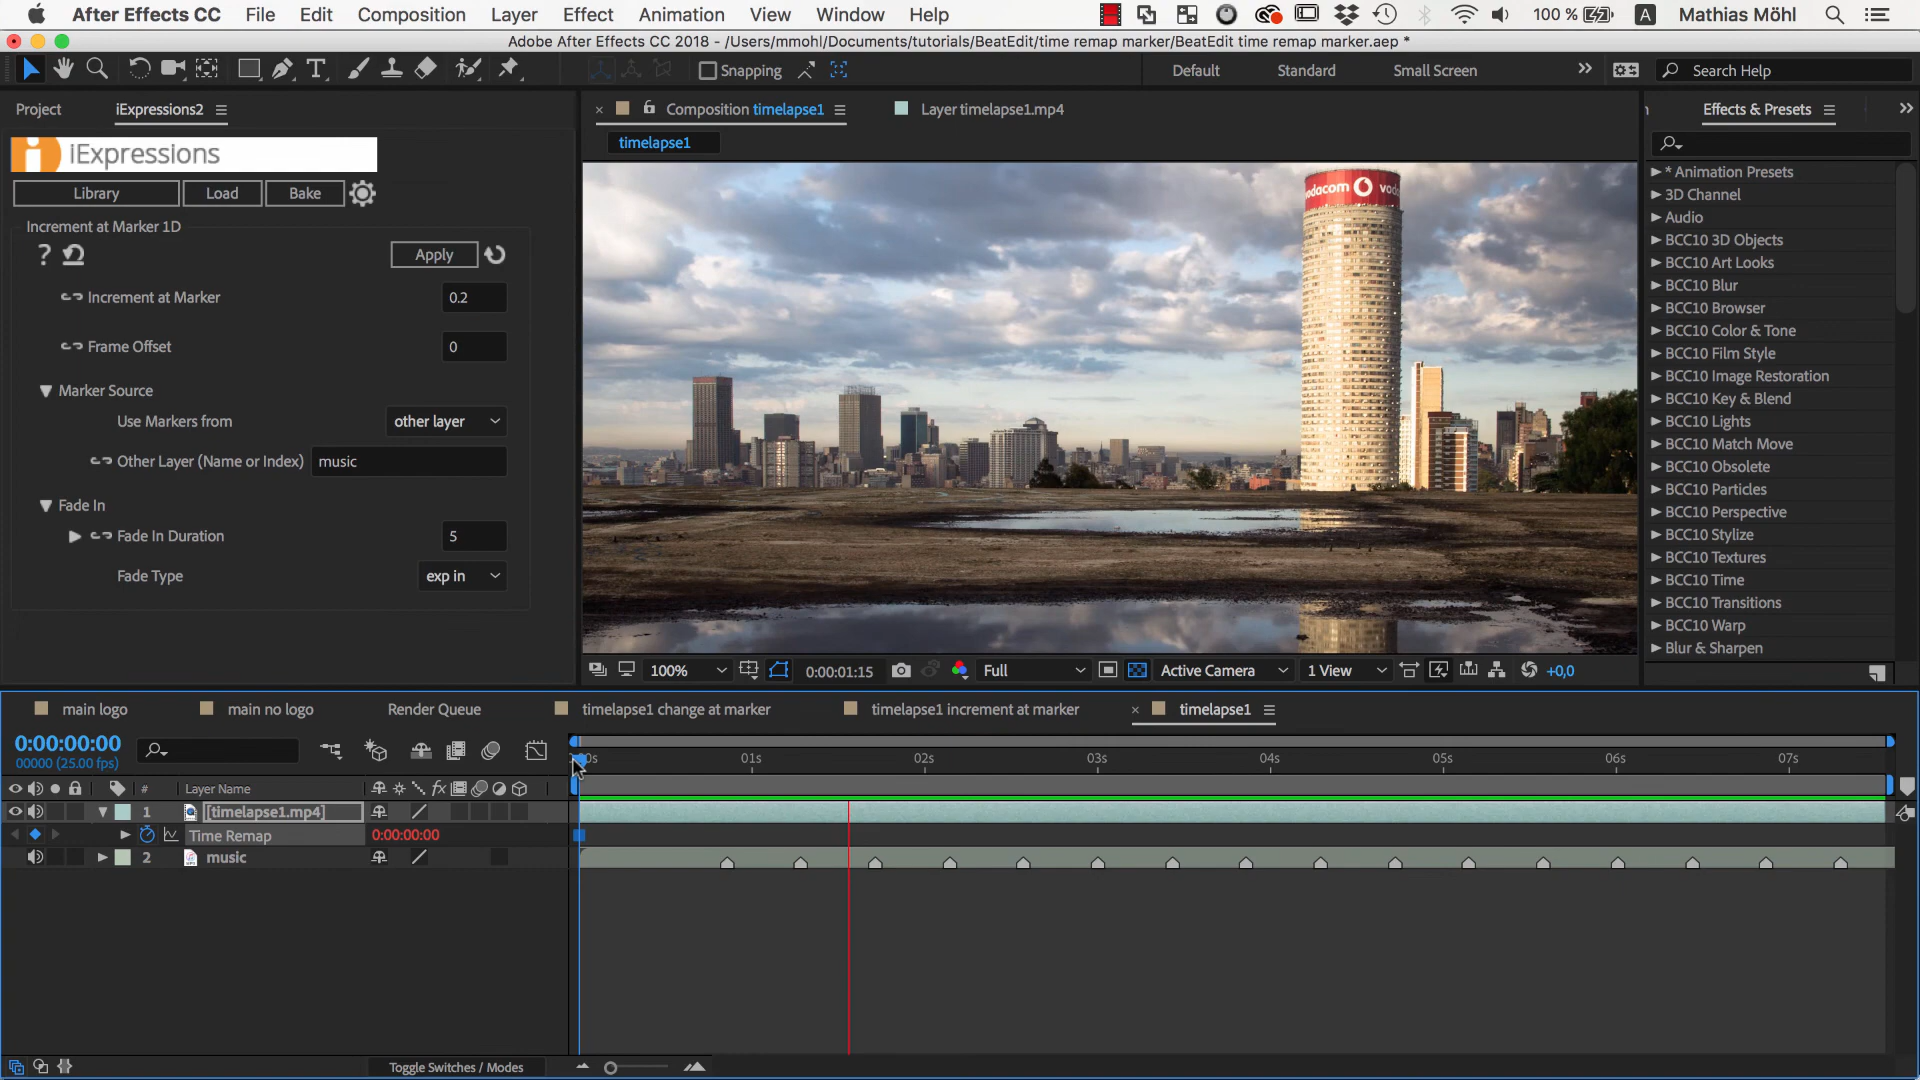 After Effects CC File Edit Composition Layer Effect Animation View Window Help 100 % A Mathias Möhl
Adobe After Effects CC 2018 - /Users/mmohl/Documents/tutorials/BeatEdit/time remap marker/BeatEdit time remap marker.aep *
Snapping Default Standard Small Screen Search Help
Project iExpressions2 Composition timelapse1 Layer timelapse1.mp4 Effects & Presets
iExpressions
timelapse1
Library Load Bake
Increment at Marker 1D
? Apply
Increment at Marker 0.2
Frame Offset 0
Marker Source
Use Markers from other layer
Other Layer (Name or Index) music
Fade In
Fade In Duration 5
Fade Type exp in
vodacom
* Animation Presets
3D Channel
Audio
BCC10 3D Objects
BCC10 Art Looks
BCC10 Blur
BCC10 Browser
BCC10 Color & Tone
BCC10 Film Style
BCC10 Image Restoration
BCC10 Key & Blend
BCC10 Lights
BCC10 Match Move
BCC10 Obsolete
BCC10 Particles
BCC10 Perspective
BCC10 Stylize
BCC10 Textures
BCC10 Time
BCC10 Transitions
BCC10 Warp
Blur & Sharpen
100% 0:00:01:15 Full Active Camera 1 View +0,0
main logo main no logo Render Queue timelapse1 change at marker timelapse1 increment at marker timelapse1
0:00:00:00
00000 (25.00 fps)
01s 02s 03s 04s 05s 06s 07s
# Layer Name fx
1 [timelapse1.mp4]
Time Remap 0:00:00:00
2 music
Toggle Switches / Modes